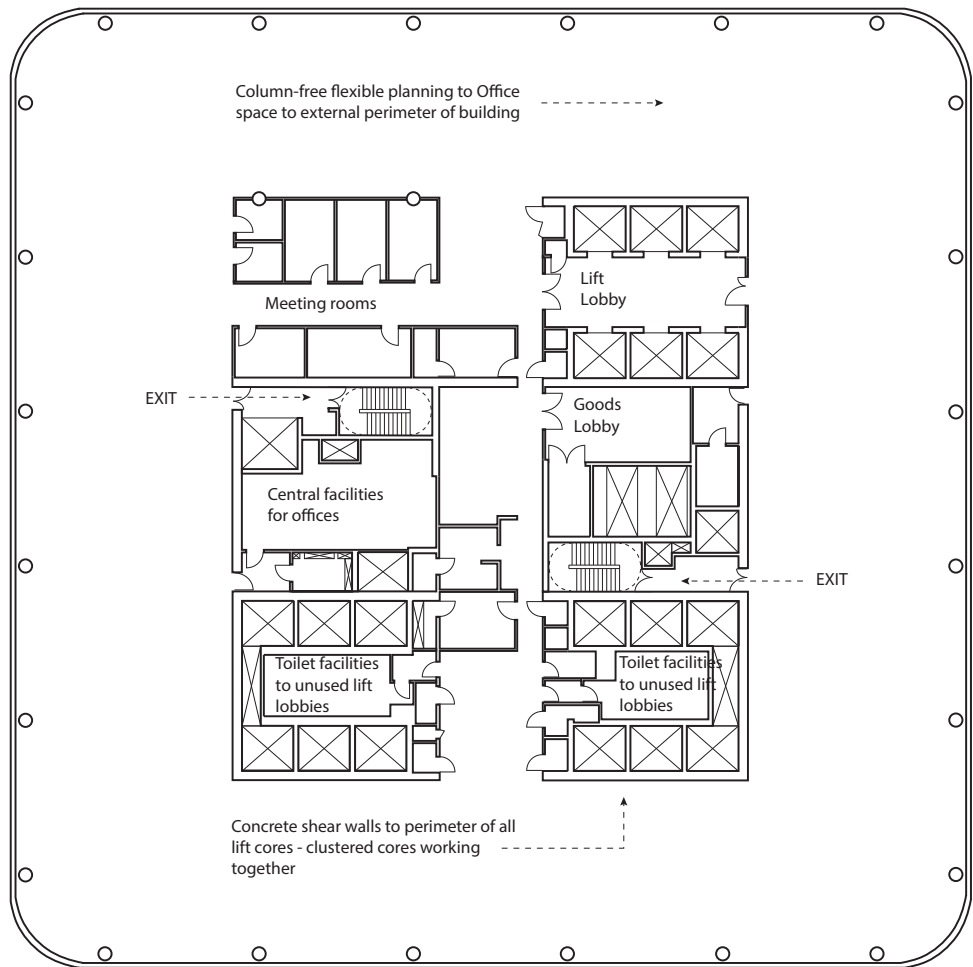 Column-free flexible planning to Office
space to external perimeter of building
Lift
Lobby
Meeting rooms
EXIT
Goods
Lobby
Central facilities
for offices
EXIT
Toilet facilities
to unused lift
lobbies
Toilet facilities
to unused lift
lobbies
Concrete shear walls to perimeter of all
lift cores - clustered cores working
together